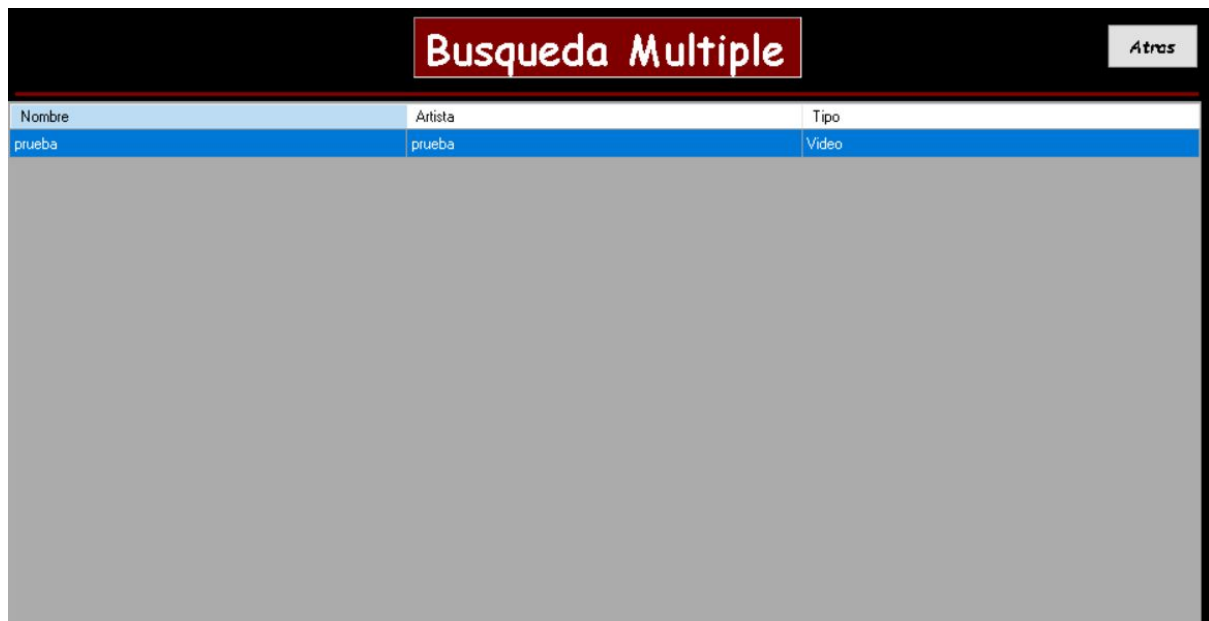 Busqueda Multiple
Atras
Nombre Artista Tipo
prueba prueba Video